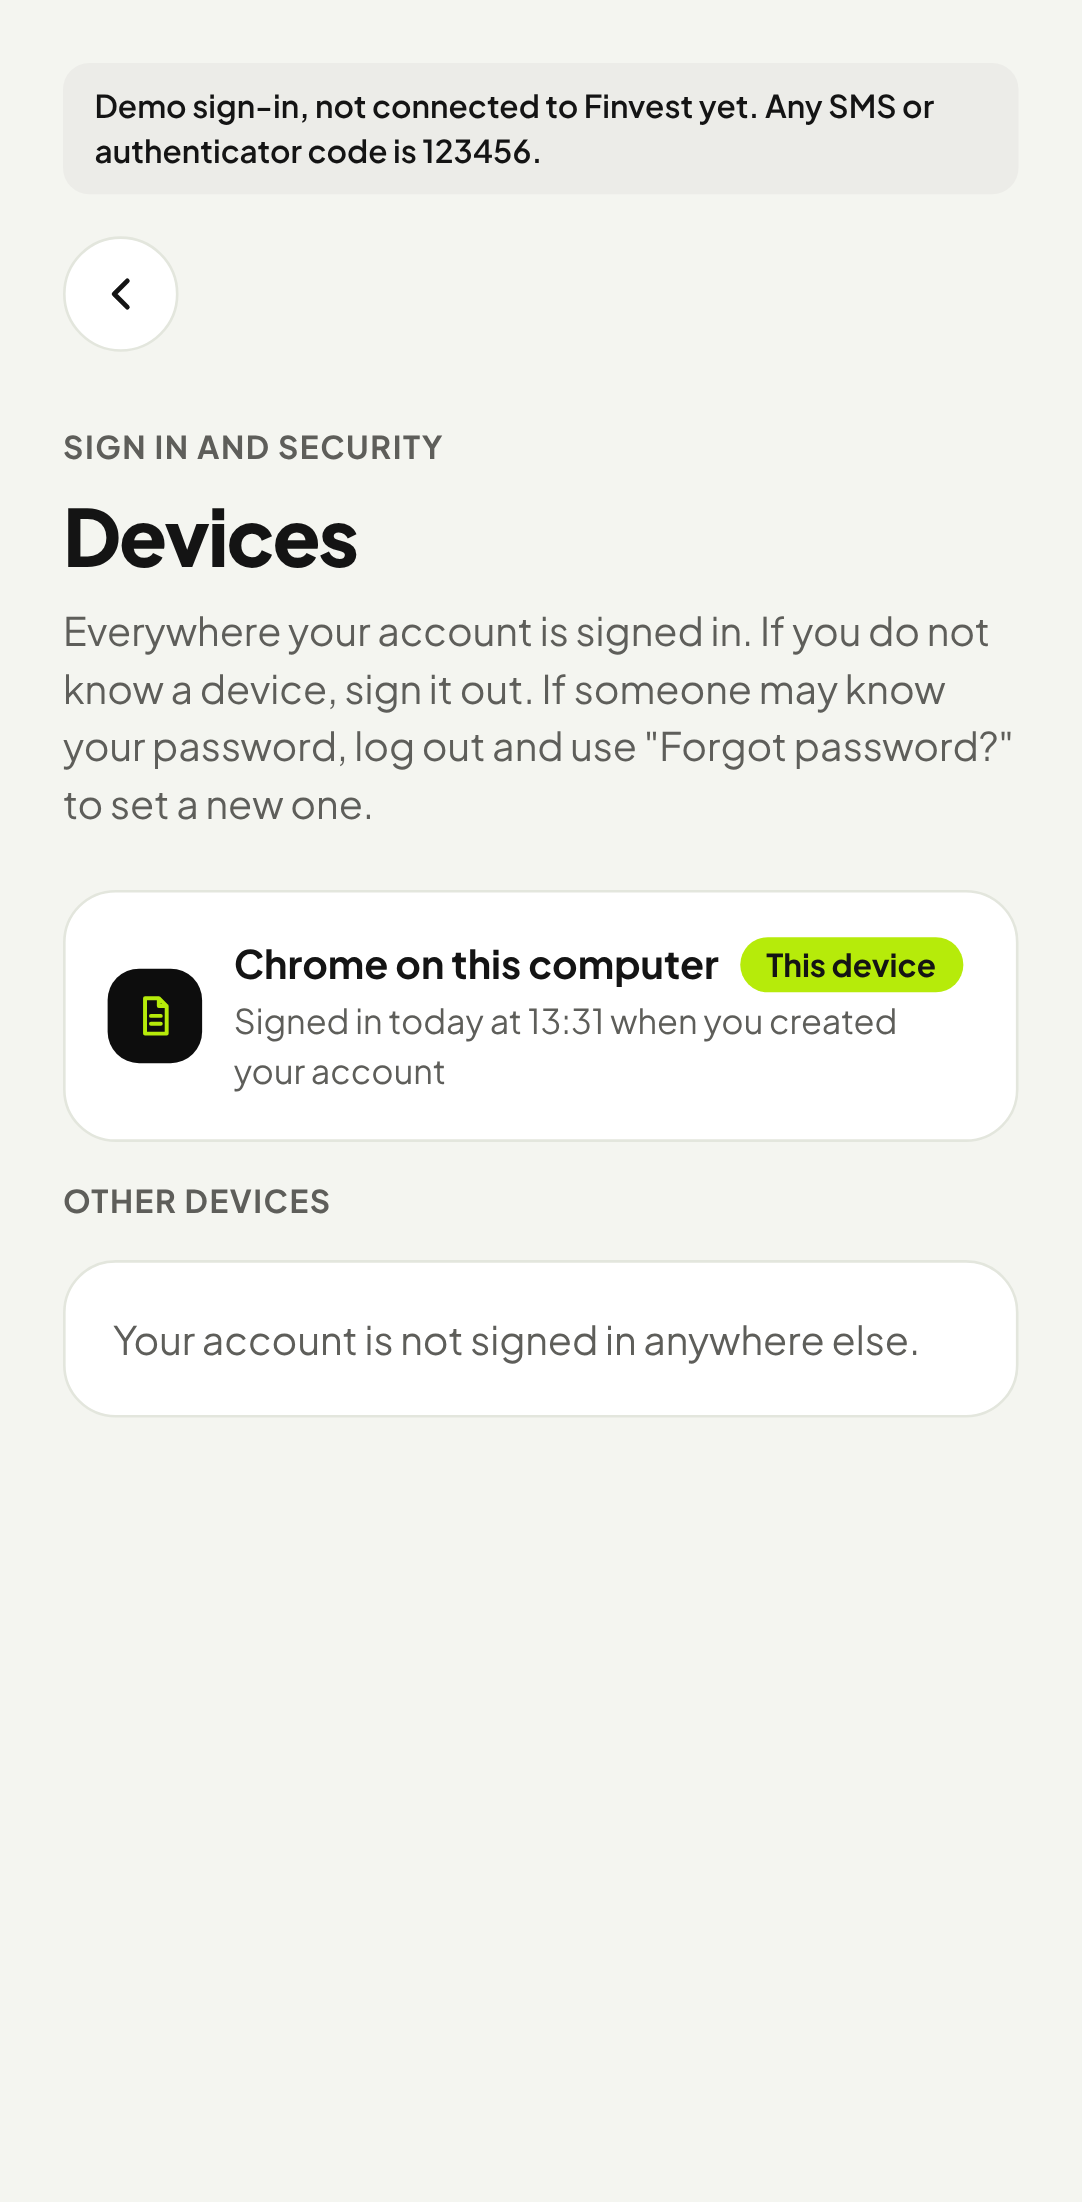 Demo sign-in, not connected to Finvest yet. Any SMS or
authenticator code is 123456.
SIGN IN AND SECURITY
Devices
Everywhere your account is signed in. If you do not
know a device, sign it out. If someone may know
your password, log out and use "Forgot password?"
to set a new one.
Chrome on this computer This device
Signed in today at 13:31 when you created
your account
OTHER DEVICES
Your account is not signed in anywhere else.